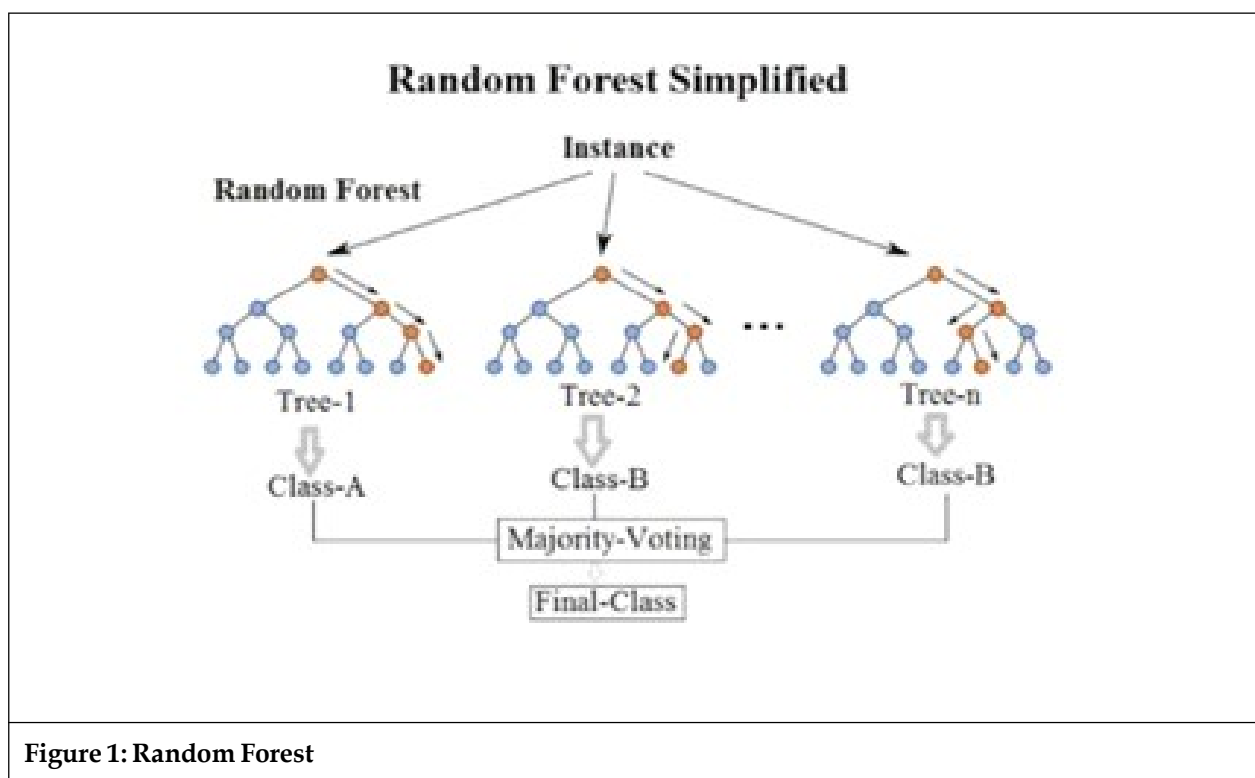 Random Forest Simplified
Instance
Random Forest
...
Tree-1
Tree-2
Tree-n
Class-A
Class-B
Class-B
Majority-Voting
Final-Class
Figure 1: Random Forest